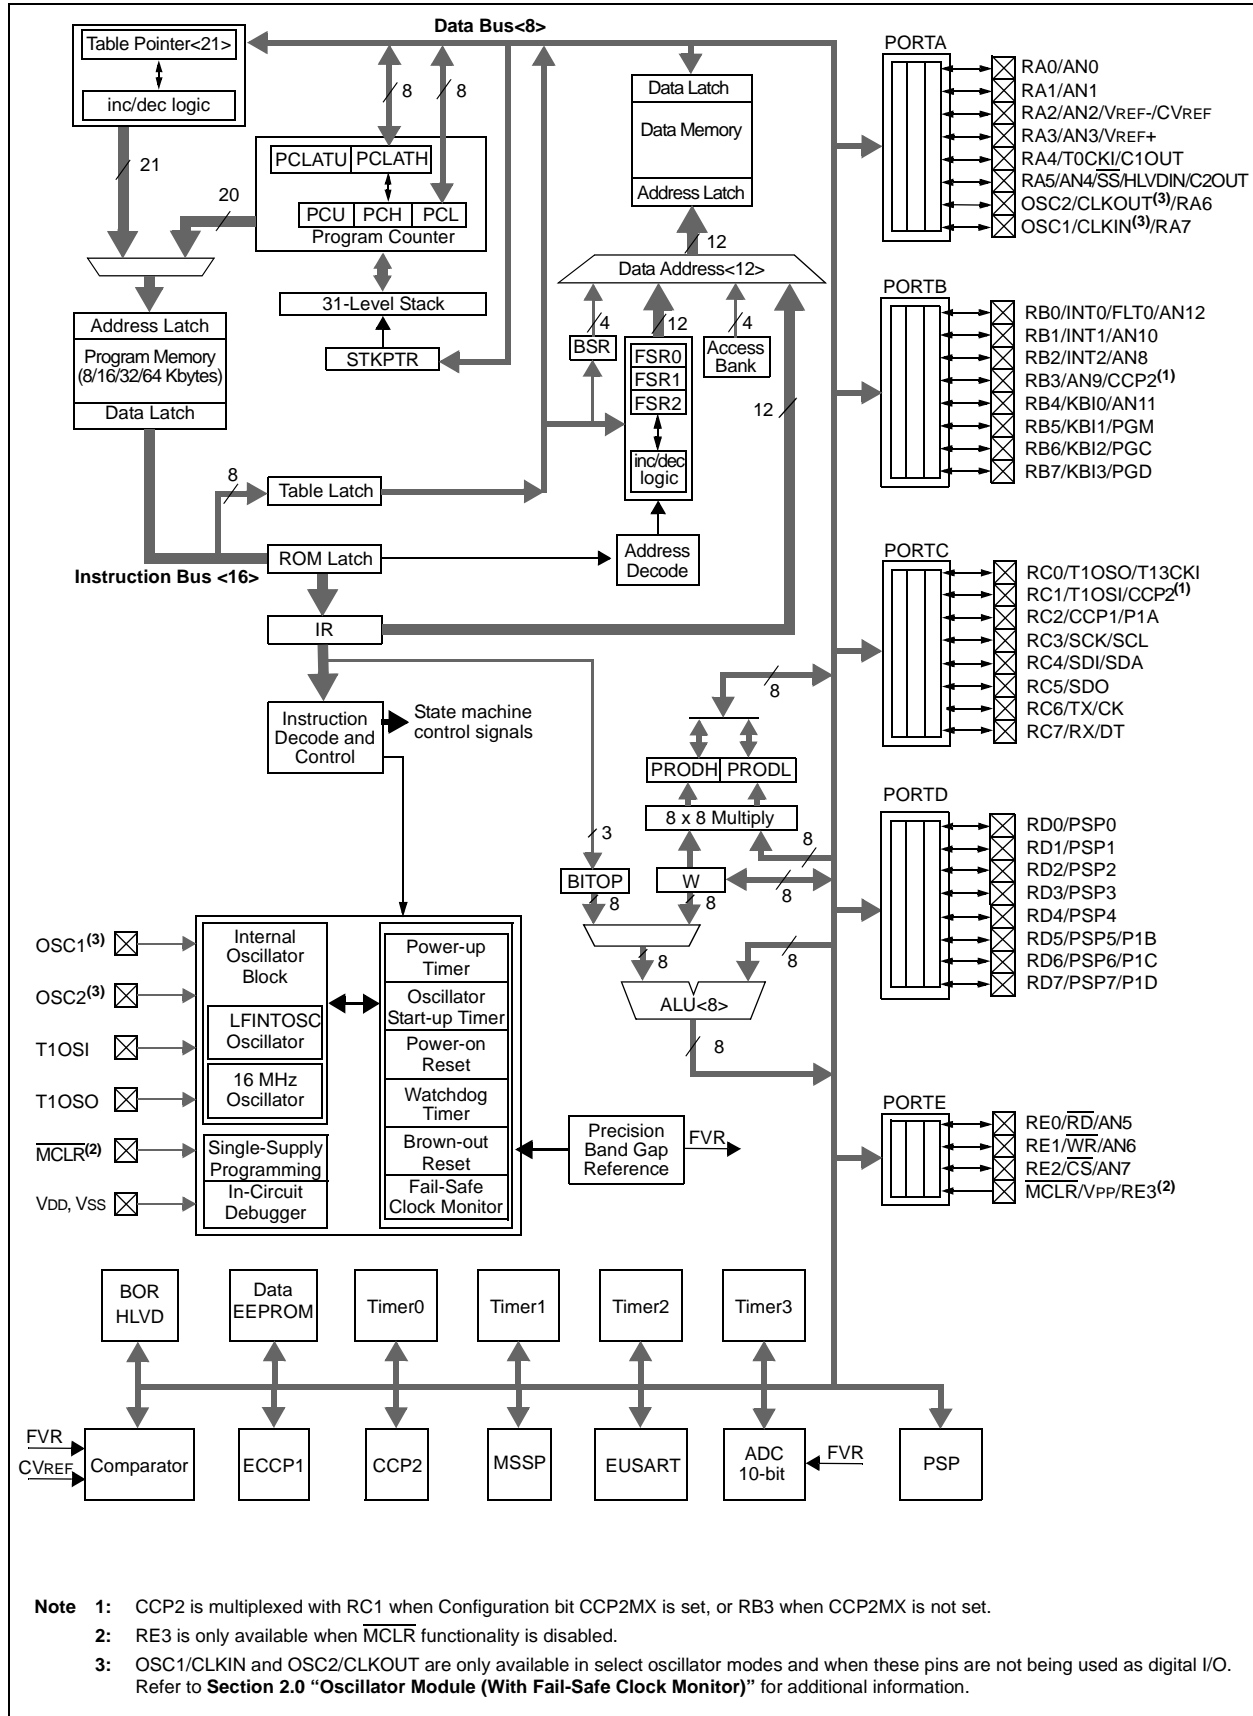 Data Bus<8>
Table Pointer<21>
inc/dec logic
21
20
8
8
PCLATU
PCLATH
PCU
PCH
PCL
Program Counter
31-Level Stack
STKPTR
Data Latch
Data Memory
Address Latch
12
Data Address<12>
4
12
4
BSR
FSR0
FSR1
FSR2
inc/dec
logic
Access
Bank
12
Address
Decode
Address Latch
Program Memory
(8/16/32/64 Kbytes)
Data Latch
8
Table Latch
ROM Latch
Instruction Bus <16>
IR
Instruction
Decode and
Control
State machine
control signals
8
PRODH
PRODL
8 x 8 Multiply
3
8
BITOP
W
8
8
8
8
8
ALU<8>
8
OSC1(3)
OSC2(3)
T1OSI
T1OSO
MCLR(2)
VDD, VSS
Internal
Oscillator
Block
LFINTOSC
Oscillator
16 MHz
Oscillator
Single-Supply
Programming
In-Circuit
Debugger
Power-up
Timer
Oscillator
Start-up Timer
Power-on
Reset
Watchdog
Timer
Brown-out
Reset
Fail-Safe
Clock Monitor
Precision
Band Gap
Reference
FVR
PORTA
RA0/AN0
RA1/AN1
RA2/AN2/VREF-/CVREF
RA3/AN3/VREF+
RA4/T0CKI/C1OUT
RA5/AN4/SS/HLVDIN/C2OUT
OSC2/CLKOUT(3)/RA6
OSC1/CLKIN(3)/RA7
PORTB
RB0/INT0/FLT0/AN12
RB1/INT1/AN10
RB2/INT2/AN8
RB3/AN9/CCP2(1)
RB4/KBI0/AN11
RB5/KBI1/PGM
RB6/KBI2/PGC
RB7/KBI3/PGD
PORTC
RC0/T1OSO/T13CKI
RC1/T1OSI/CCP2(1)
RC2/CCP1/P1A
RC3/SCK/SCL
RC4/SDI/SDA
RC5/SDO
RC6/TX/CK
RC7/RX/DT
PORTD
RD0/PSP0
RD1/PSP1
RD2/PSP2
RD3/PSP3
RD4/PSP4
RD5/PSP5/P1B
RD6/PSP6/P1C
RD7/PSP7/P1D
PORTE
RE0/RD/AN5
RE1/WR/AN6
RE2/CS/AN7
MCLR/VPP/RE3(2)
BOR
HLVD
Data
EEPROM
Timer0
Timer1
Timer2
Timer3
FVR
CVREF
Comparator
ECCP1
CCP2
MSSP
EUSART
ADC
10-bit
FVR
PSP
Note 1: CCP2 is multiplexed with RC1 when Configuration bit CCP2MX is set, or RB3 when CCP2MX is not set.
2: RE3 is only available when MCLR functionality is disabled.
3: OSC1/CLKIN and OSC2/CLKOUT are only available in select oscillator modes and when these pins are not being used as digital I/O.
Refer to Section 2.0 “Oscillator Module (With Fail-Safe Clock Monitor)” for additional information.